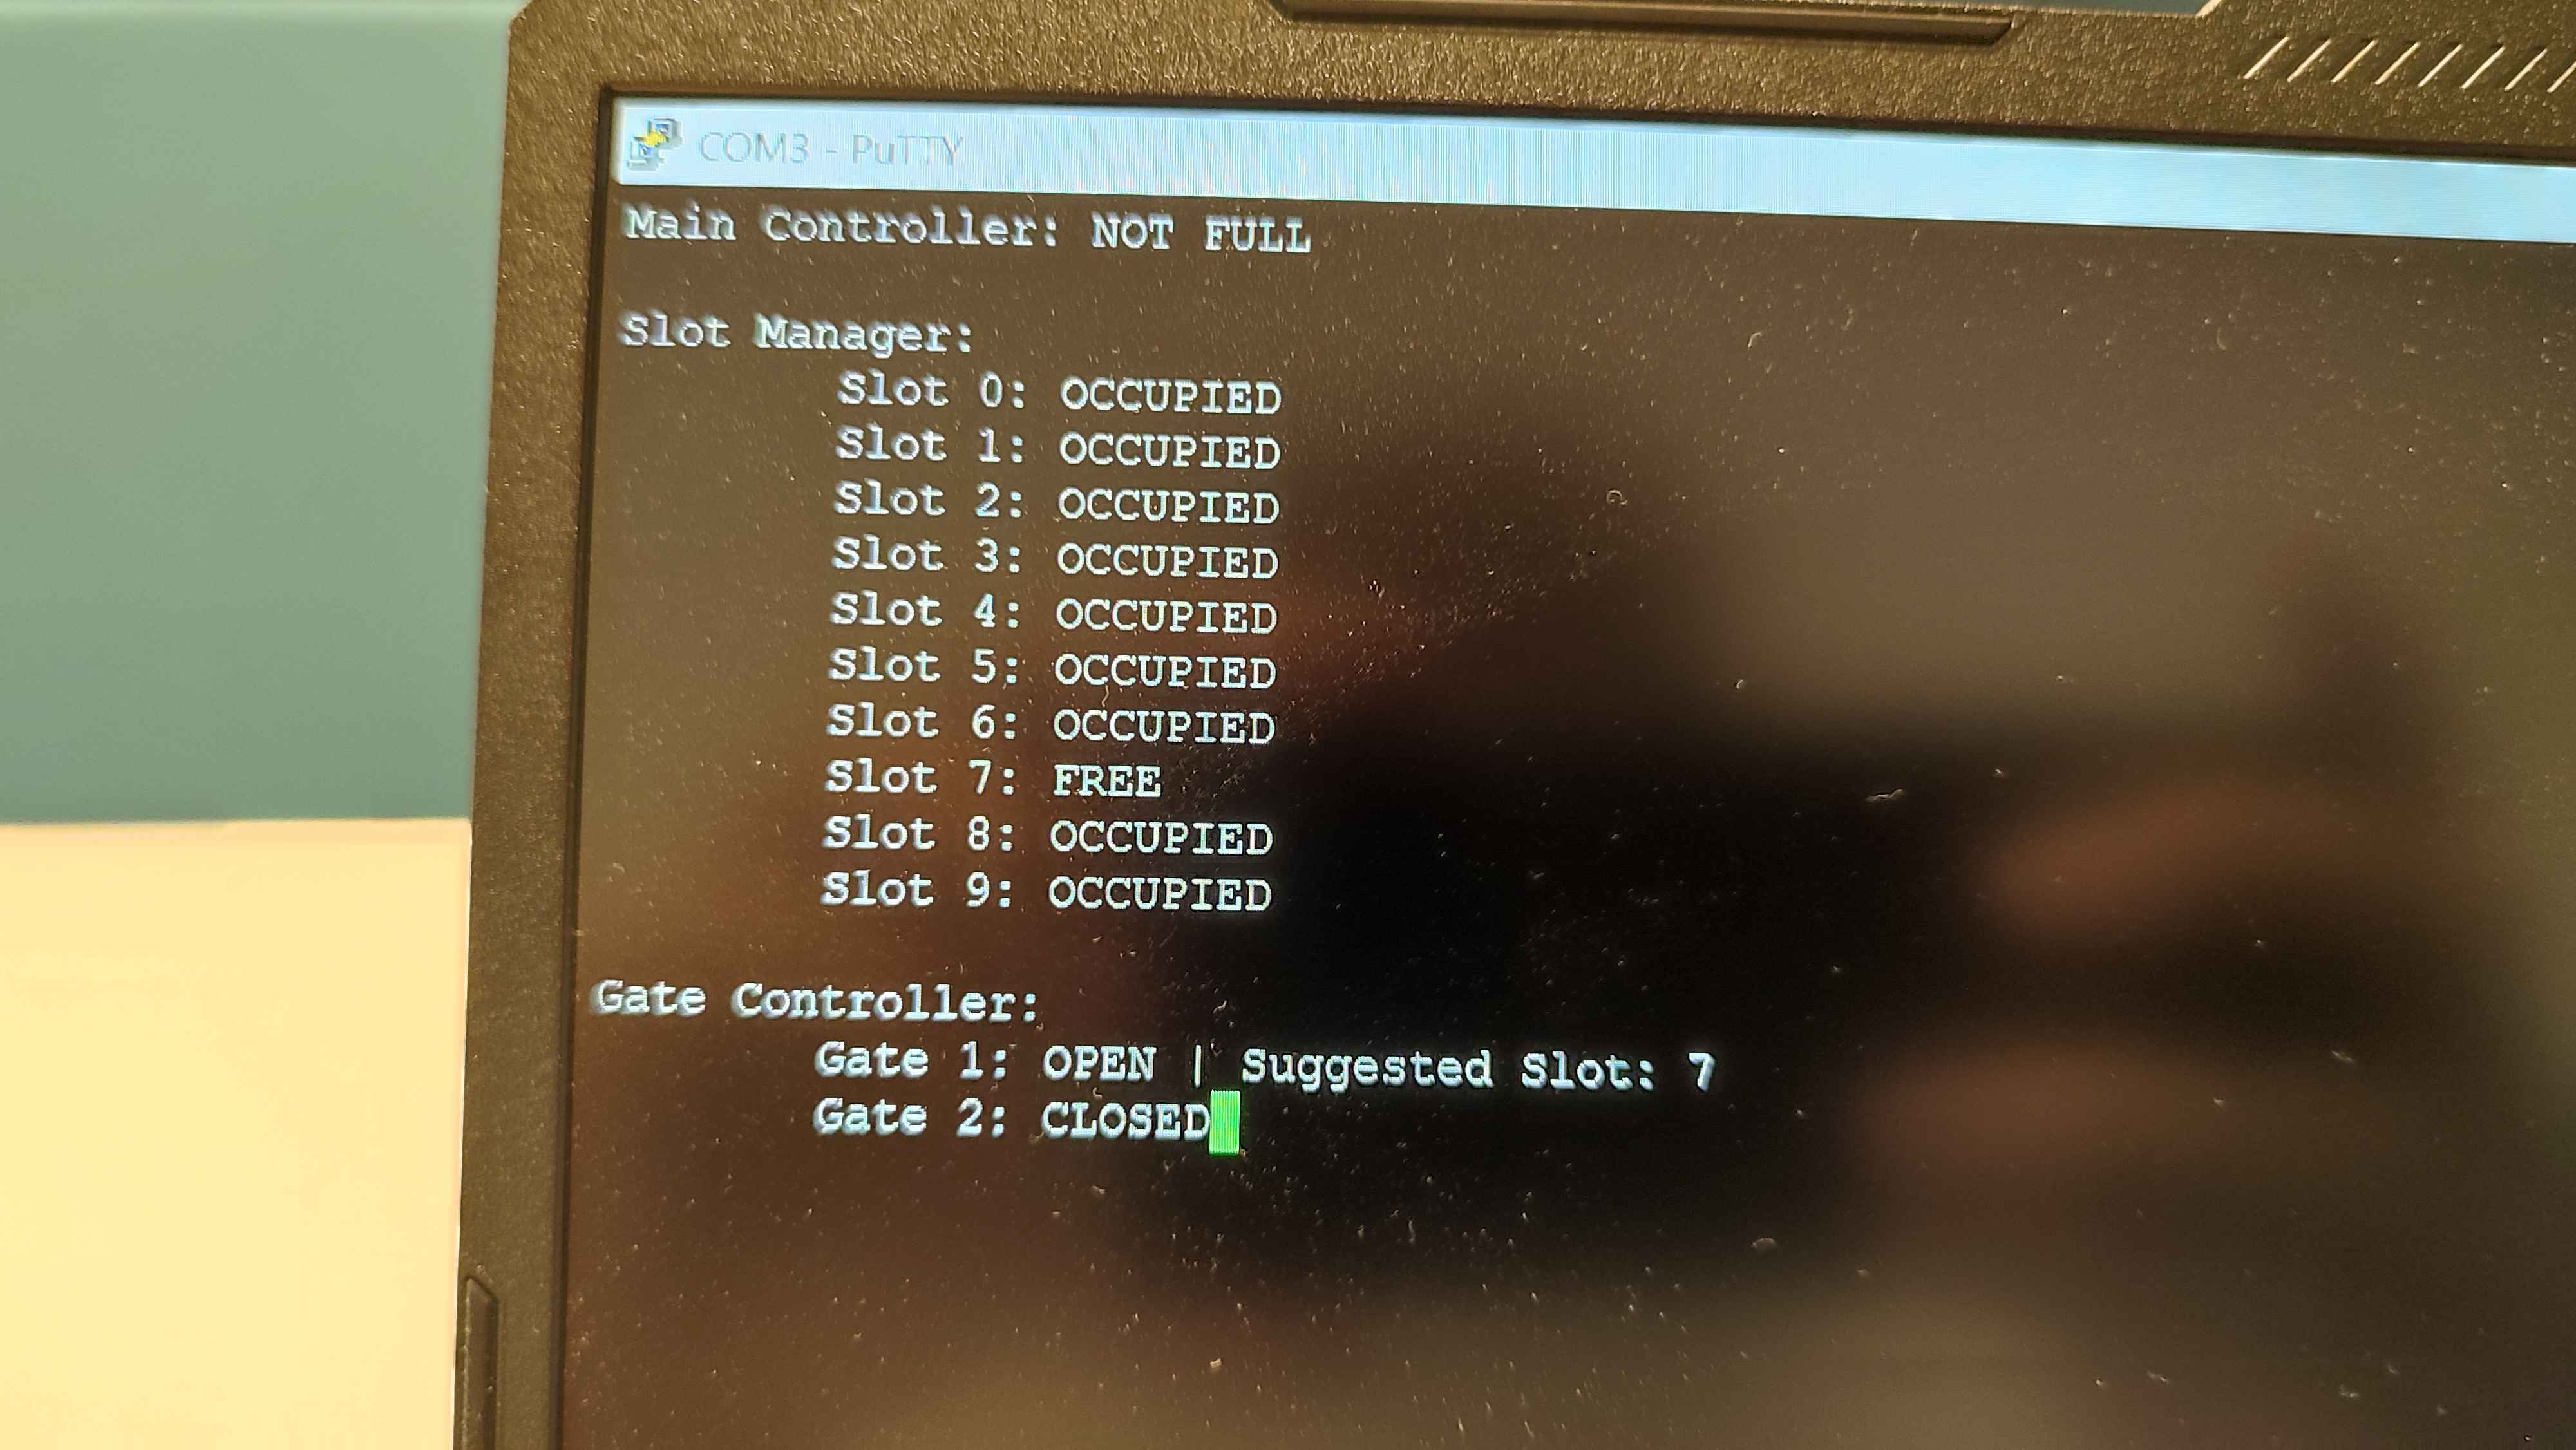 COM3 - PuTTY
Main Controller: NOT FULL
Slot Manager:
Slot 0: OCCUPIED
Slot 1: OCCUPIED
Slot 2: OCCUPIED
Slot 3: OCCUPIED
Slot 4: OCCUPIED
Slot 5: OCCUPIED
Slot 6: OCCUPIED
Slot 7: FREE
Slot 8: OCCUPIED
Slot 9: OCCUPIED
Gate Controller:
Gate 1: OPEN | Suggested Slot: 7
Gate 2: CLOSED